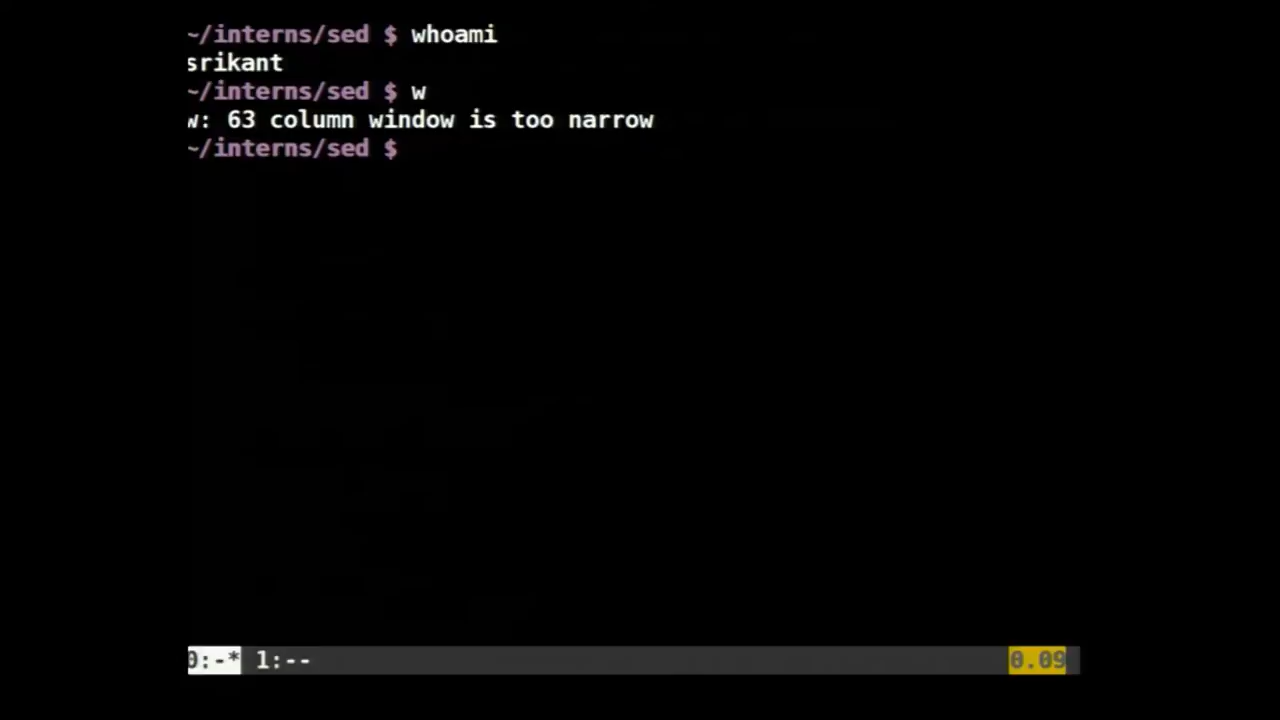 ~/interns/sed $ whoami
srikant
~/interns/sed $ w
w: 63 column window is too narrow
~/interns/sed $
0:-* 1:-- 0.09